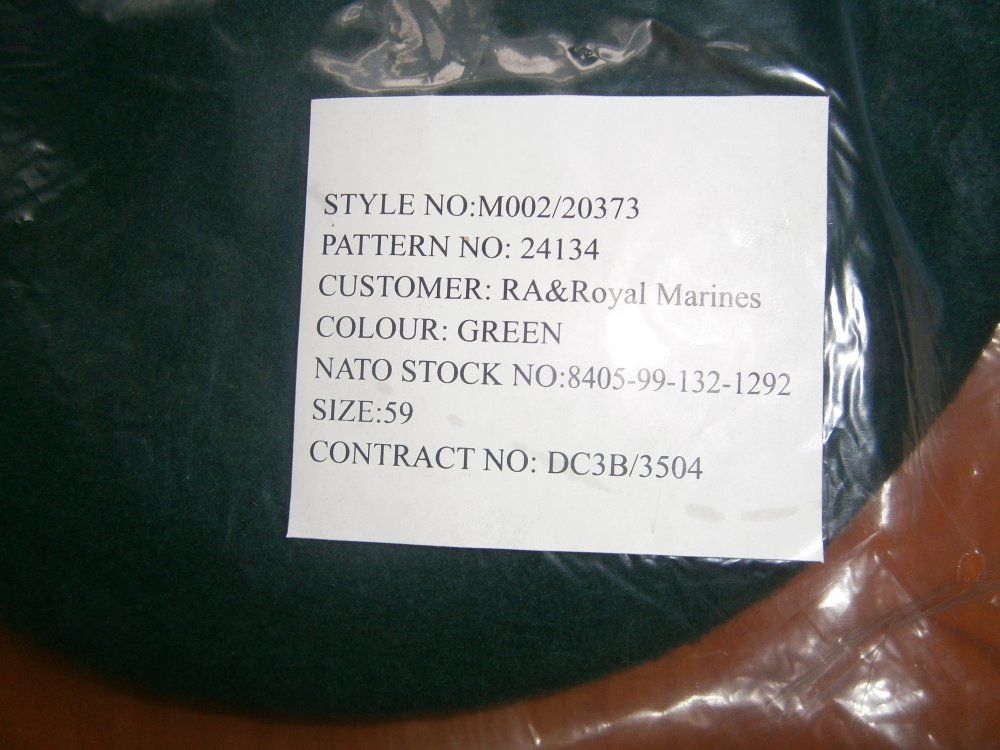 STYLE NO:M002/20373
PATTERN NO: 24134
CUSTOMER: RA&Royal Marines
COLOUR: GREEN
NATO STOCK NO:8405-99-132-1292
SIZE:59
CONTRACT NO: DC3B/3504